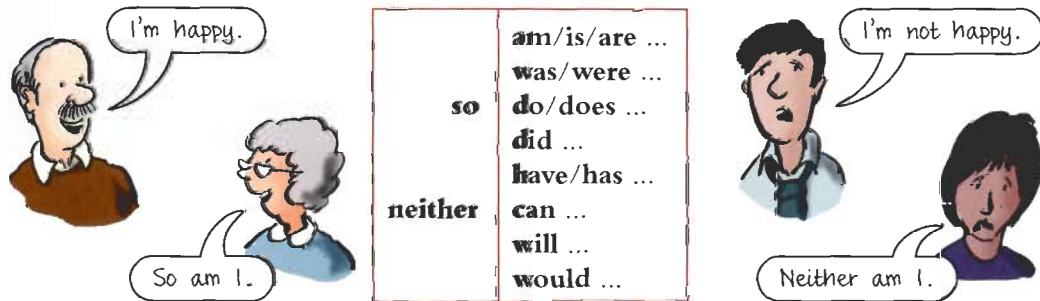 I'm happy.
So am I.
so
neither
am/is/are ...
was/were ...
do/does ...
did ...
have/has ...
can ...
will ...
would ...
I'm not happy.
Neither am I.